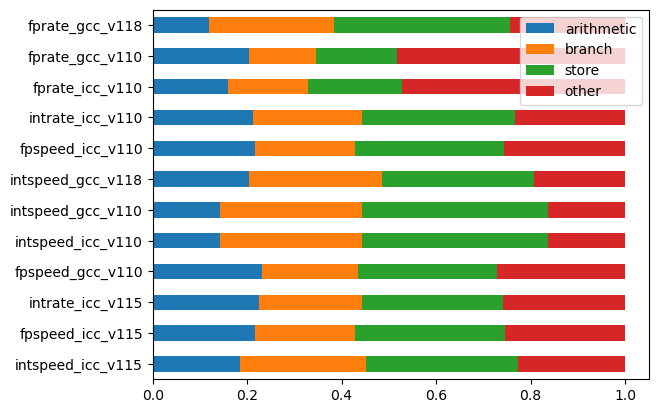 fprate_gcc_v118
fprate_gcc_v110
fprate_icc_v110
intrate_icc_v110
fpspeed_icc_v110
intspeed_gcc_v118
intspeed_gcc_v110
intspeed_icc_v110
fpspeed_gcc_v110
intrate_icc_v115
fpspeed_icc_v115
intspeed_icc_v115
arithmetic
branch
store
other
0.0 0.2 0.4 0.6 0.8 1.0